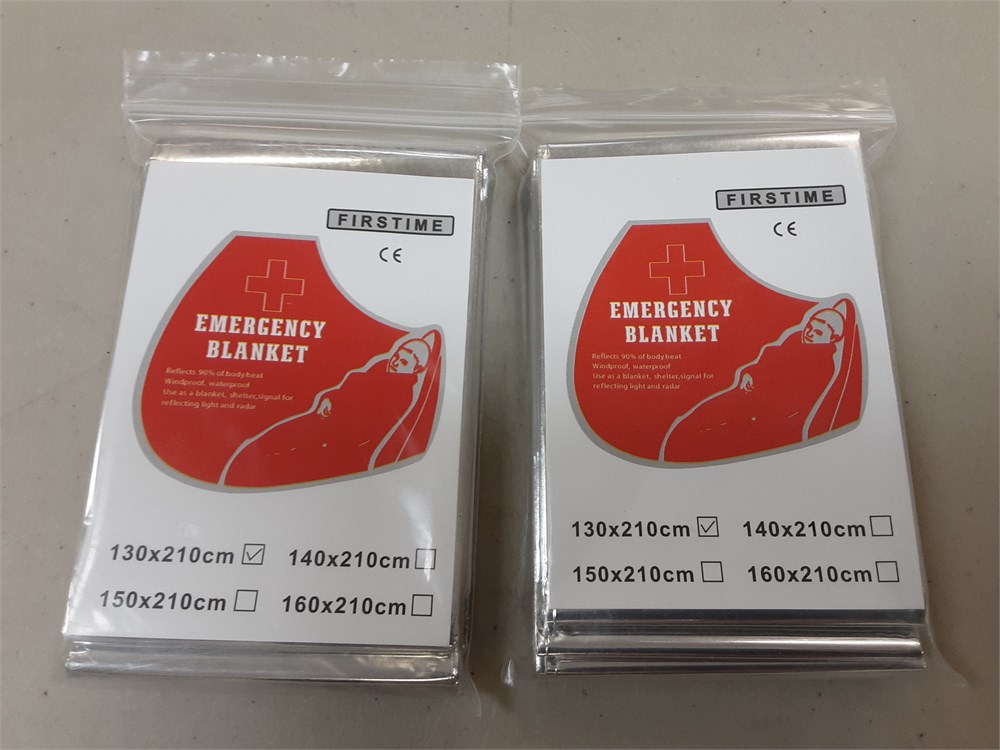 FIRSTIME
CE
EMERGENCY
BLANKET
Reflects 90% of body heat
Windproof, waterproof
Use as a blanket, shelter,signal for
reflecting light and radar
130x210cm
140x210cm
150x210cm
160x210cm
FIRSTIME
CE
EMERGENCY
BLANKET
Reflects 90% of body heat
Windproof, waterproof
Use as a blanket, shelter,signal for
reflecting light and radar
130x210cm
140x210cm
150x210cm
160x210cm